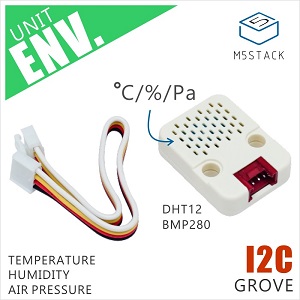 UNIT
ENV.
M5STACK
°C/%/Pa
DHT12
BMP280
TEMPERATURE
HUMIDITY
AIR PRESSURE
I2C
GROVE